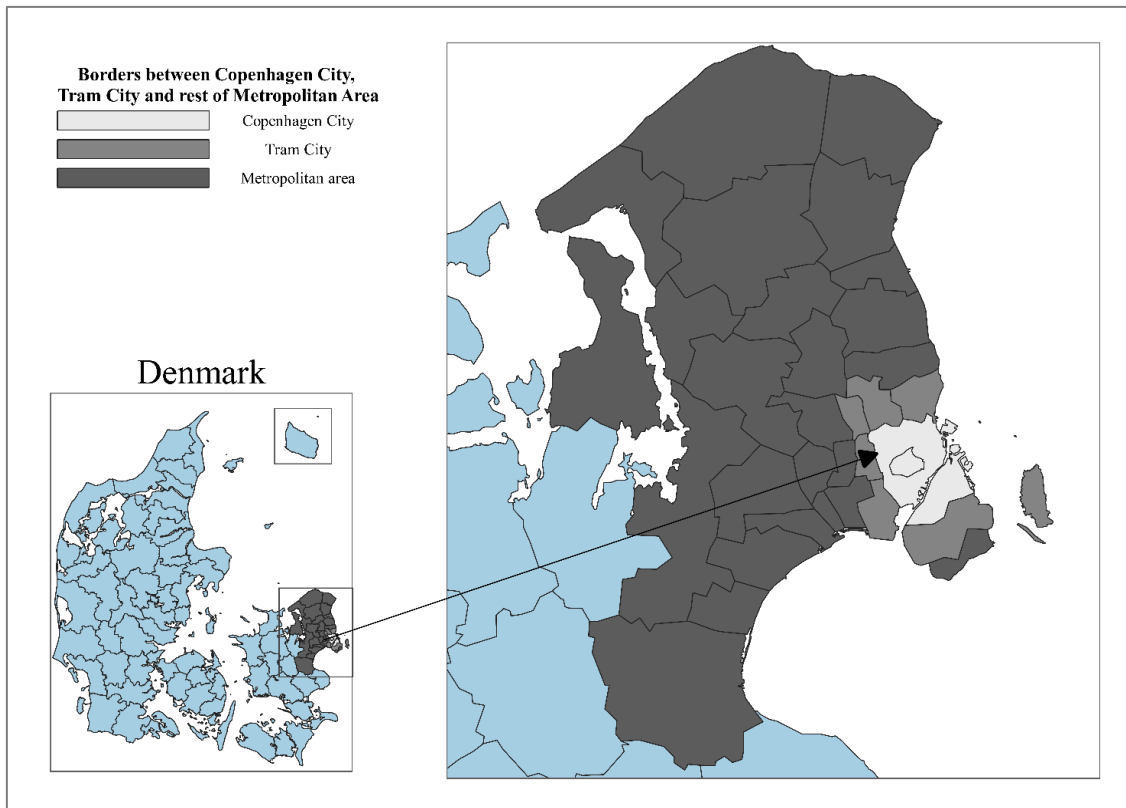 Borders between Copenhagen City,
Tram City and rest of Metropolitan Area
Copenhagen City
Tram City
Metropolitan area
Denmark